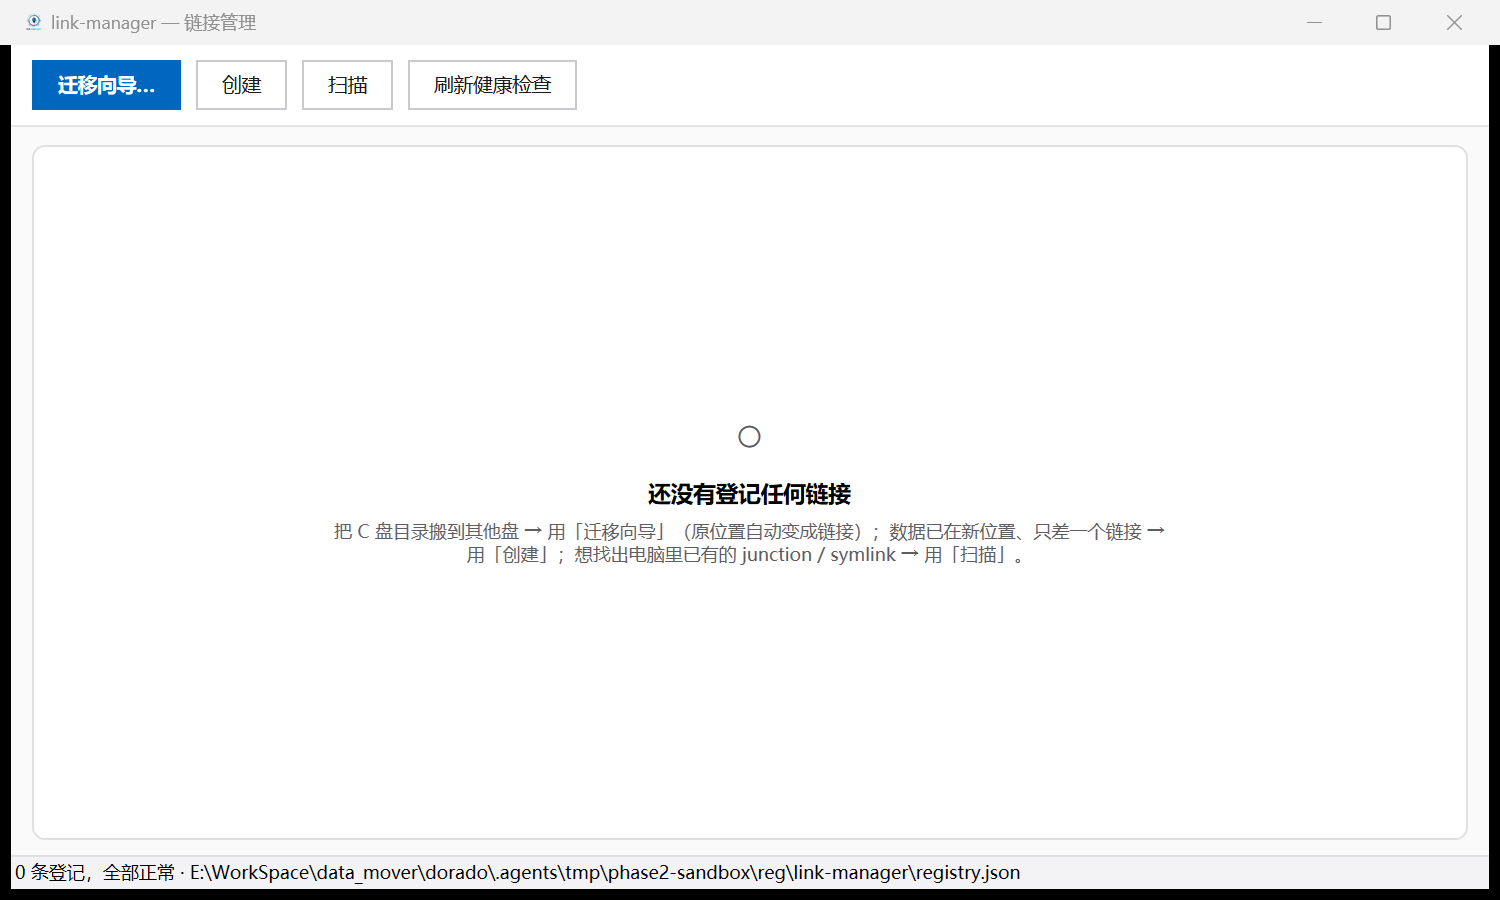 link-manager — 链接管理
迁移向导... 创建 扫描 刷新健康检查
还没有登记任何链接
把 C 盘目录搬到其他盘 → 用「迁移向导」（原位置自动变成链接）；数据已在新位置、只差一个链接 →
用「创建」；想找出电脑里已有的 junction / symlink → 用「扫描」。
0 条登记，全部正常 · E:\WorkSpace\data_mover\dorado\.agents\tmp\phase2-sandbox\reg\link-manager\registry.json